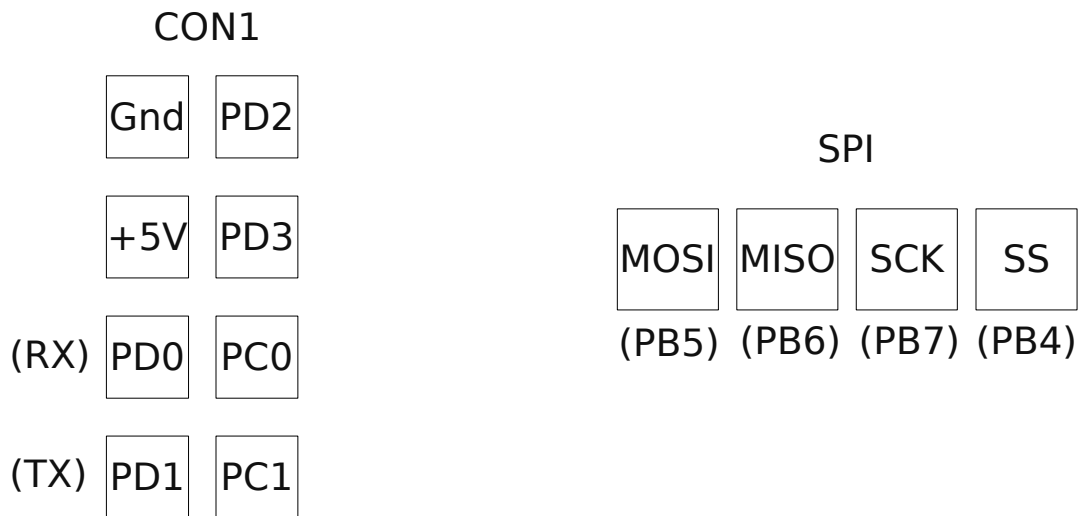 CON1
Gnd PD2
+5V PD3
(RX) PD0 PC0
(TX) PD1 PC1
SPI
MOSI MISO SCK SS
(PB5) (PB6) (PB7) (PB4)